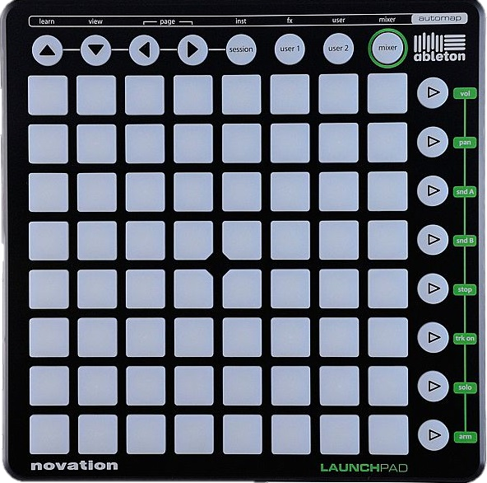 learn view page inst fx user mixer automap
session user 1 user 2 mixer
ableton
vol
pan
snd A
snd B
stop
trk on
solo
arm
novation LAUNCHPAD